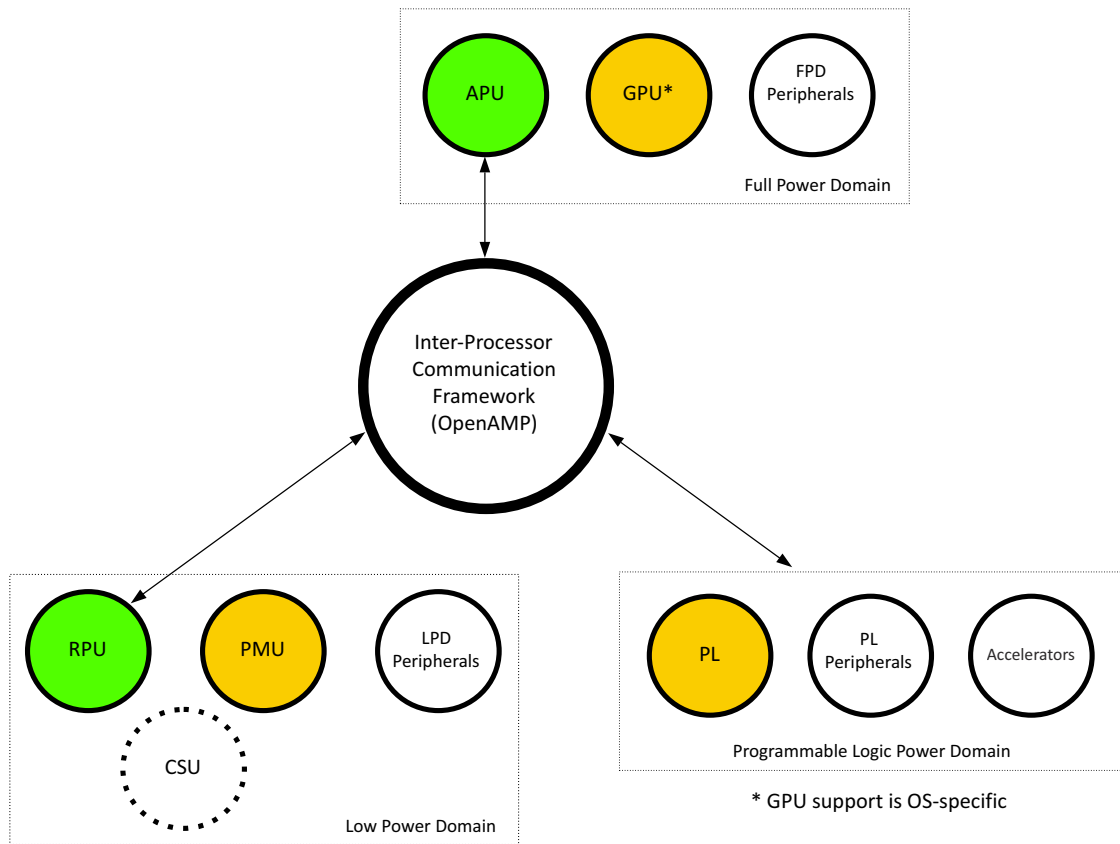 APU
GPU*
FPD
Peripherals
Full Power Domain
Inter-Processor
Communication
Framework
(OpenAMP)
RPU
PMU
LPD
Peripherals
CSU
Low Power Domain
PL
PL
Peripherals
Accelerators
Programmable Logic Power Domain
* GPU support is OS-specific